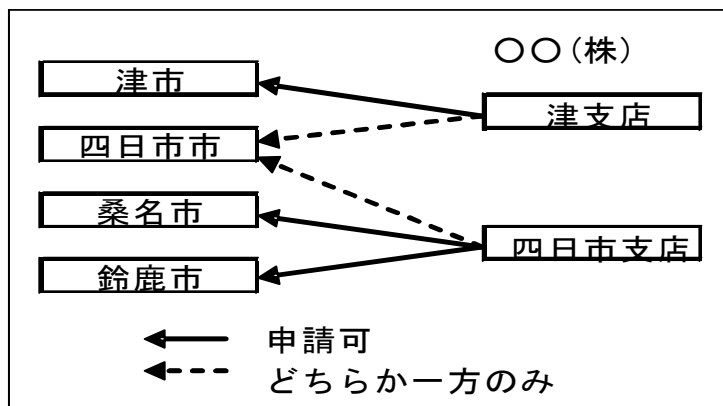 〇〇(株)
津市
津支店
四日市市
桑名市
四日市支店
鈴鹿市
申請可
どちらか一方のみ